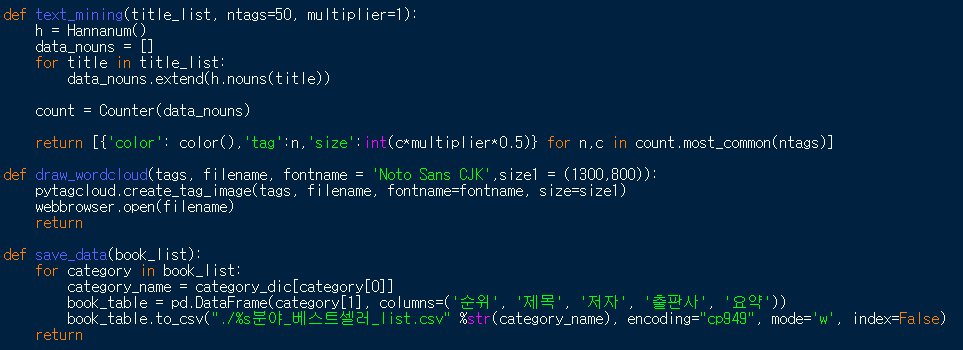 def text_mining(title_list, ntags=50, multiplier=1):
    h = Hannanum()
    data_nouns = []
    for title in title_list:
        data_nouns.extend(h.nouns(title))

    count = Counter(data_nouns)

    return [{'color': color(),'tag':n,'size':int(c*multiplier*0.5)} for n,c in count.most_common(ntags)]

def draw_wordcloud(tags, filename, fontname = 'Noto Sans CJK',size1 = (1300,800)):
    pytagcloud.create_tag_image(tags, filename, fontname=fontname, size=size1)
    webbrowser.open(filename)
    return

def save_data(book_list):
    for category in book_list:
        category_name = category_dic[category[0]]
        book_table = pd.DataFrame(category[1], columns=('순위', '제목', '저자', '출판사', '요약'))
        book_table.to_csv("./%s분야_베스트셀러_list.csv" %str(category_name), encoding="cp949", mode='w', index=False)
    return